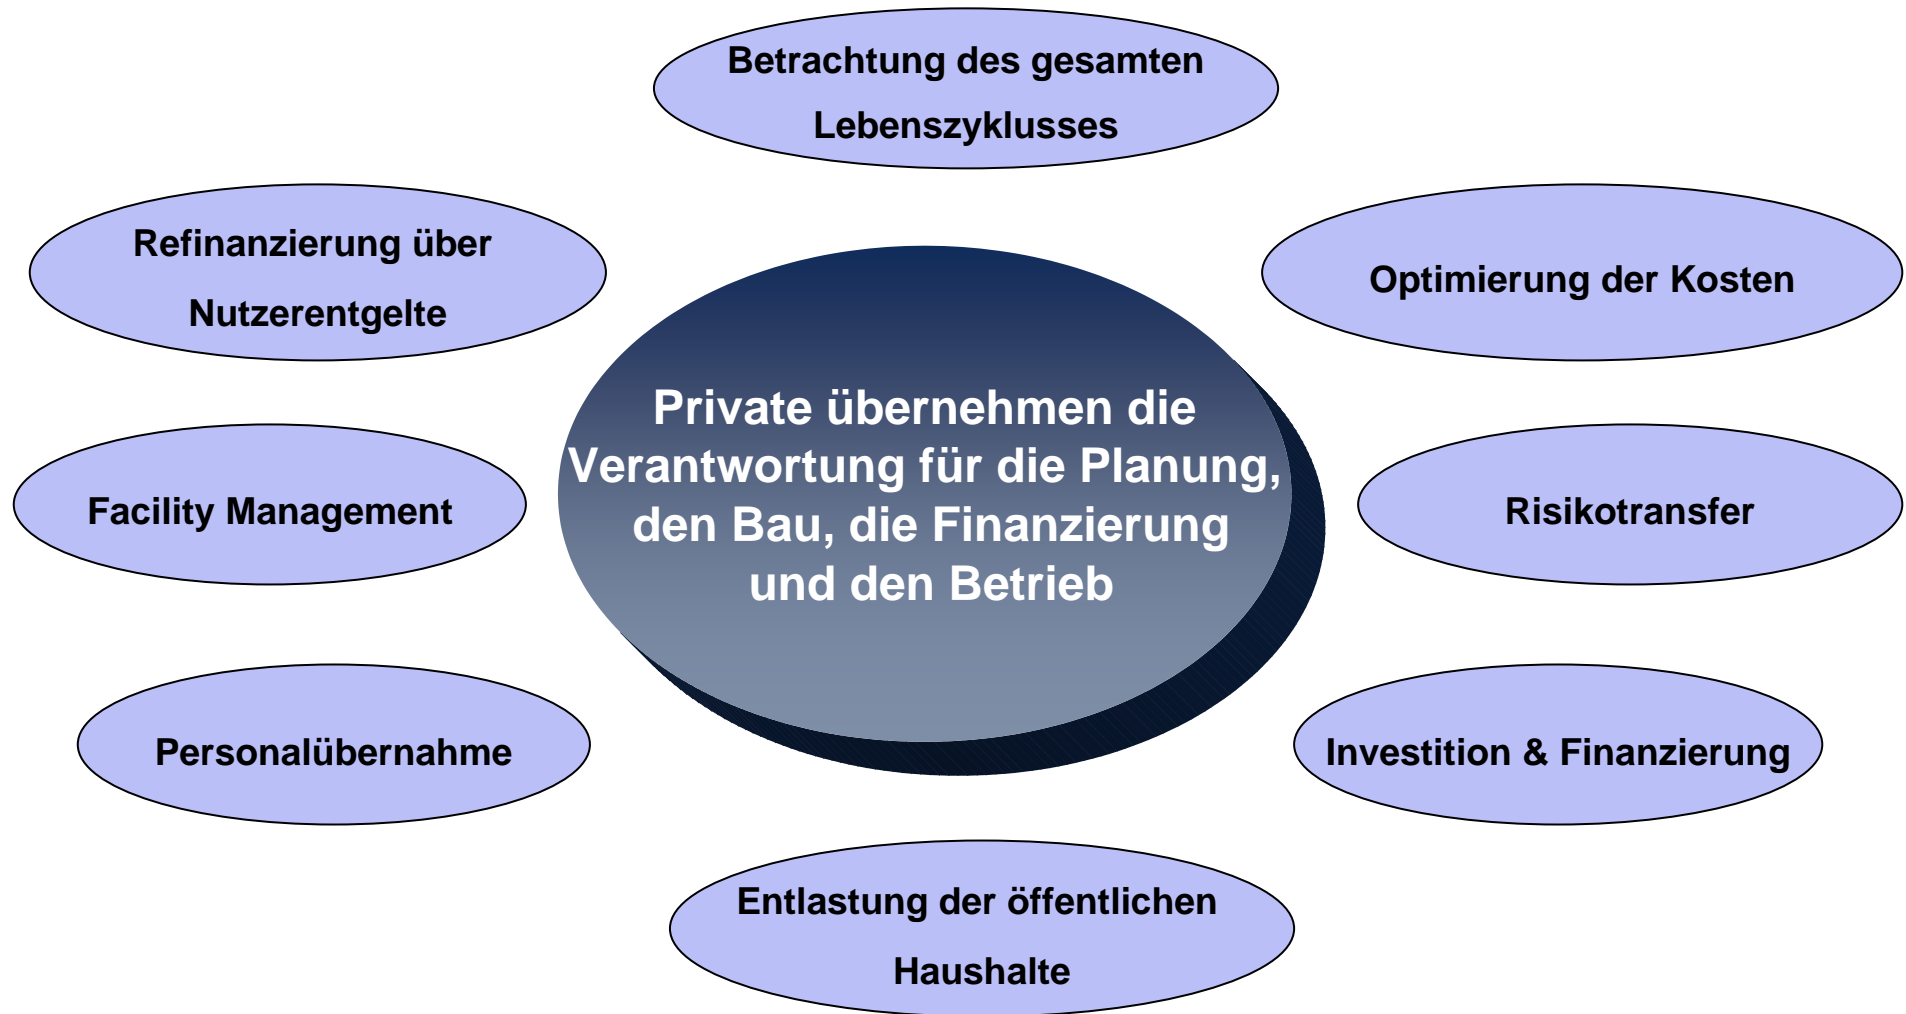 Betrachtung des gesamten
Lebenszyklusses
Refinanzierung über
Nutzerentgelte
Optimierung der Kosten
Private übernehmen die
Verantwortung für die Planung,
den Bau, die Finanzierung
und den Betrieb
Facility Management
Risikotransfer
Personalübernahme
Investition & Finanzierung
Entlastung der öffentlichen
Haushalte